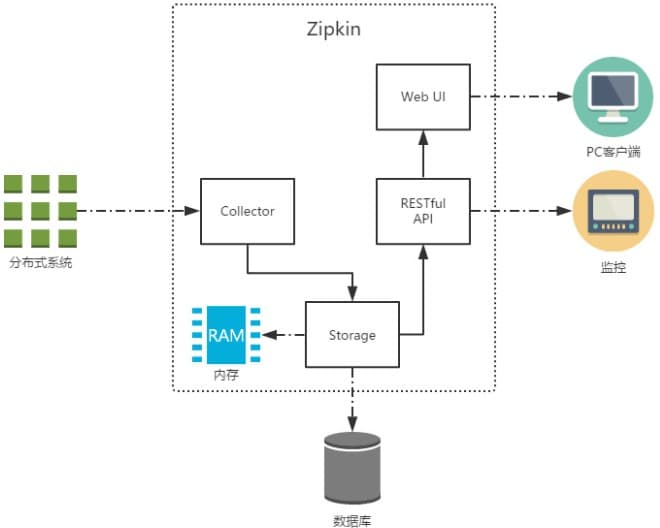 Zipkin
Web UI
PC客户端
Collector
RESTful
API
分布式系统
监控
RAM
内存
Storage
数据库